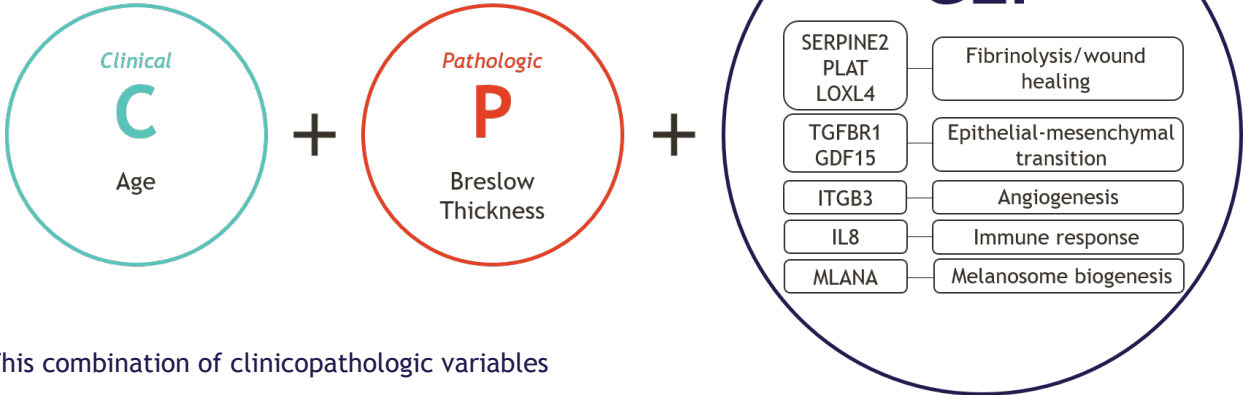 Clinical
C
Age
+
Pathologic
P
Breslow
Thickness
+
SERPINE2
PLAT
LOXL4
Fibrinolysis/wound
healing
TGFBR1
GDF15
Epithelial-mesenchymal
transition
ITGB3
Angiogenesis
IL8
Immune response
MLANA
Melanosome biogenesis
combination of clinicopathologic variables